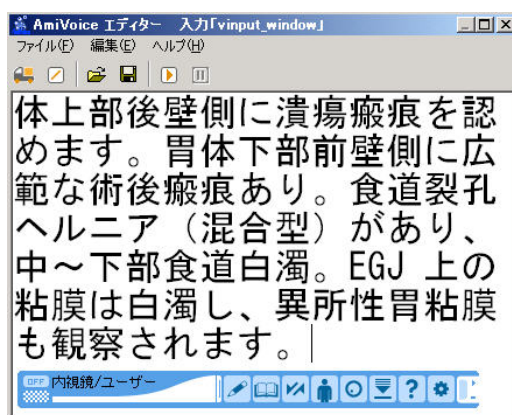 AmiVoice エディター 入力「vinput_window」
ファイル(F) 編集(E) ヘルプ(H)
体上部後壁側に潰瘍瘢痕を認
めます。胃体下部前壁側に広
範な術後瘢痕あり。食道裂孔
ヘルニア（混合型）があり、
中～下部食道白濁。EGJ 上の
粘膜は白濁し、異所性胃粘膜
も観察されます。
OFF 内視鏡/ユーザー